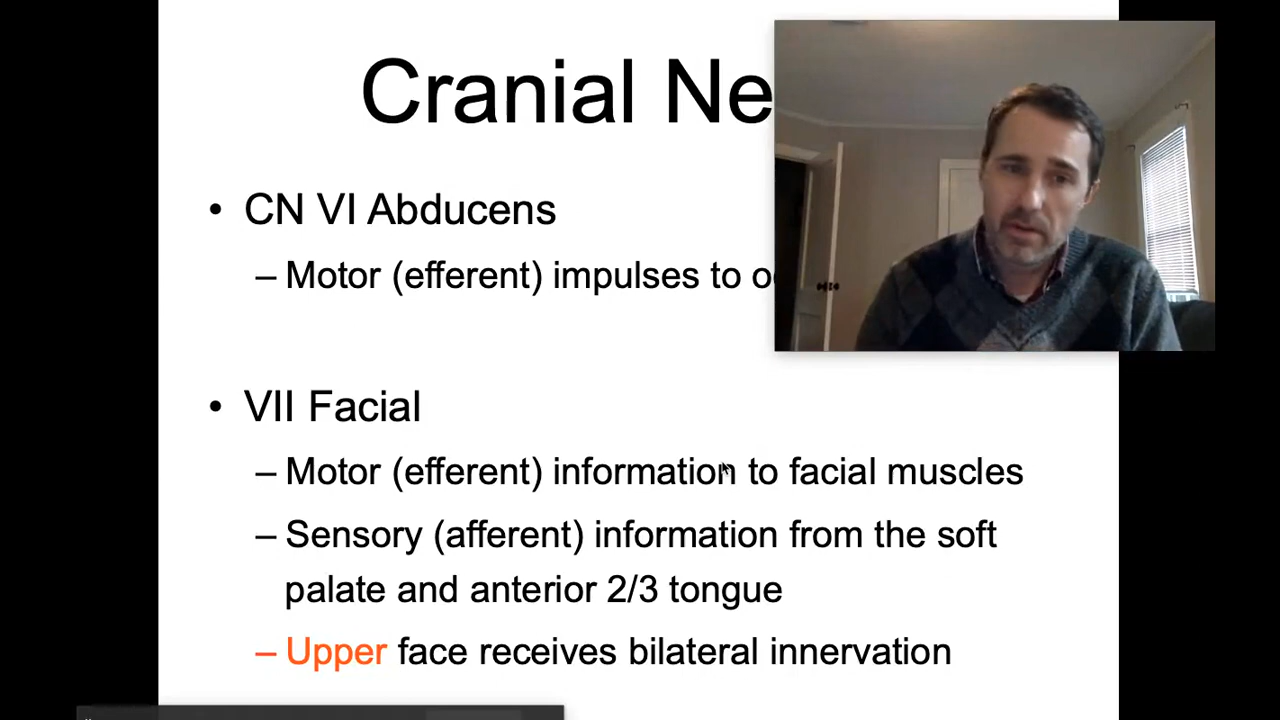 Cranial Ne
• CN VI Abducens
– Motor (efferent) impulses to o
• VII Facial
– Motor (efferent) information to facial muscles
– Sensory (afferent) information from the soft
palate and anterior 2/3 tongue
– Upper face receives bilateral innervation